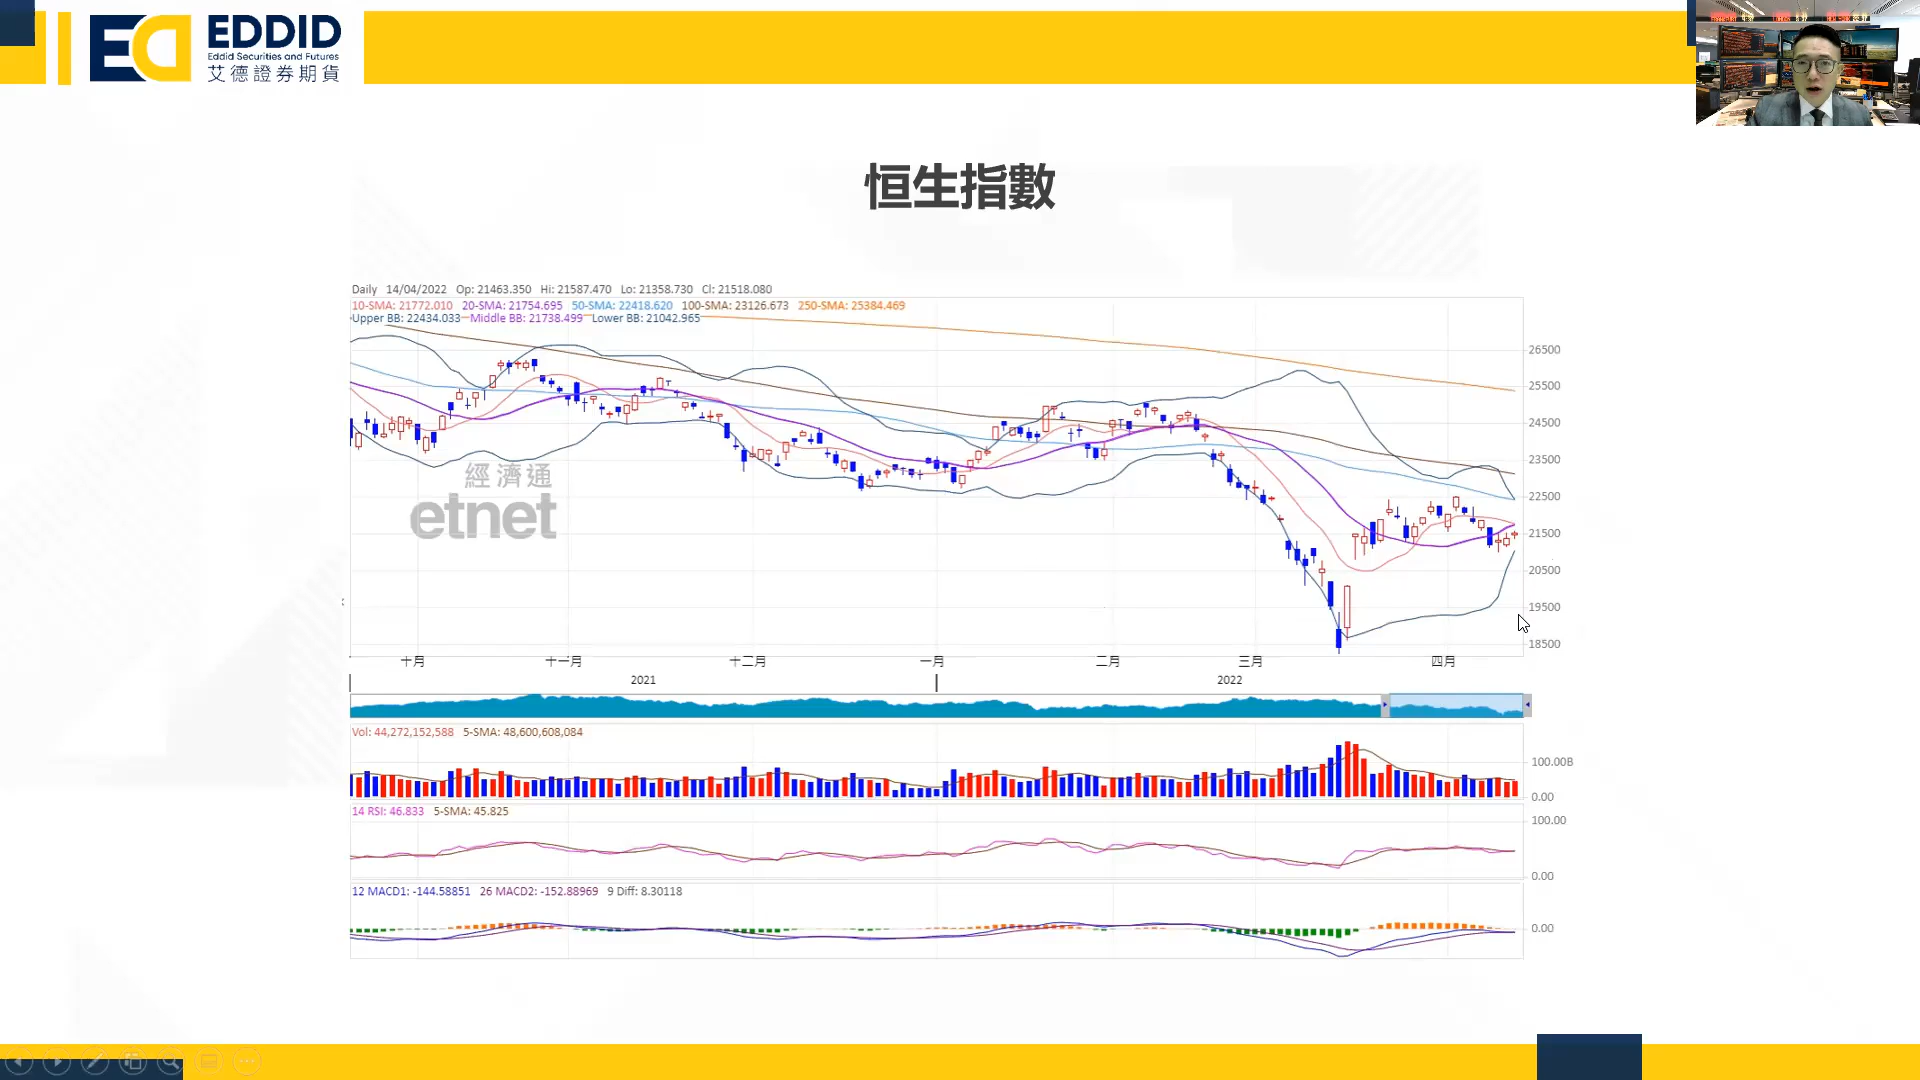 EDDID
Eddid Securities and Futures
艾德證券期貨
恒生指數
Daily 14/04/2022 Op: 21463.350 Hi: 21587.470 Lo: 21358.730 Cl: 21518.080
10-SMA: 21772.010 20-SMA: 21754.695 50-SMA: 22418.620 100-SMA: 23126.673 250-SMA: 25384.469
Upper BB: 22434.033 Middle BB: 21738.499 Lower BB: 21042.965
26500
25500
24500
23500
22500
21500
20500
19500
18500
經濟通
etnet
十月 十一月 十二月 一月 二月 三月 四月
2021 2022
Vol: 44,272,152,588 5-SMA: 48,600,608,084
100.00B
0.00
14 RSI: 46.833 5-SMA: 45.825
100.00
0.00
12 MACD1: -144.58851 26 MACD2: -152.88969 9 Diff: 8.30118
0.00